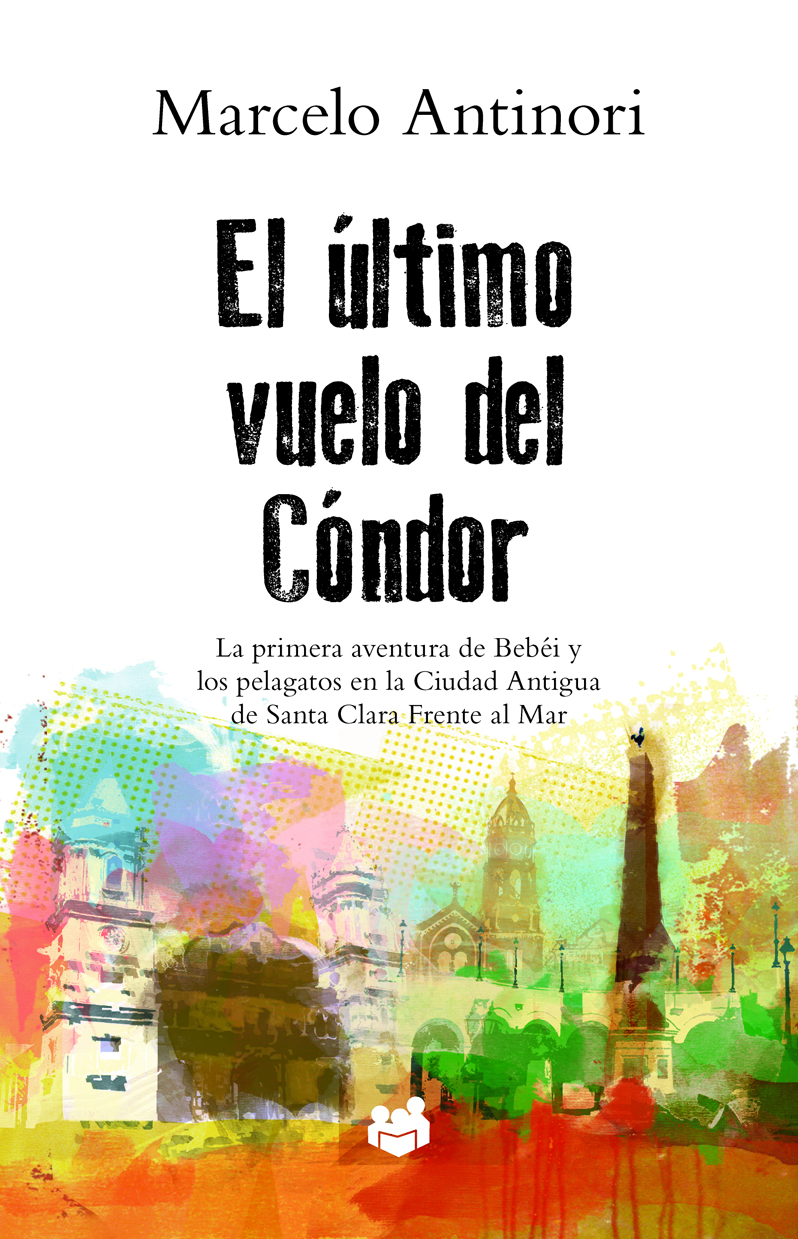 Marcelo Antinori
El último
vuelo del
Cóndor
La primera aventura de Bebéi y
los pelagatos en la Ciudad Antigua
de Santa Clara Frente al Mar